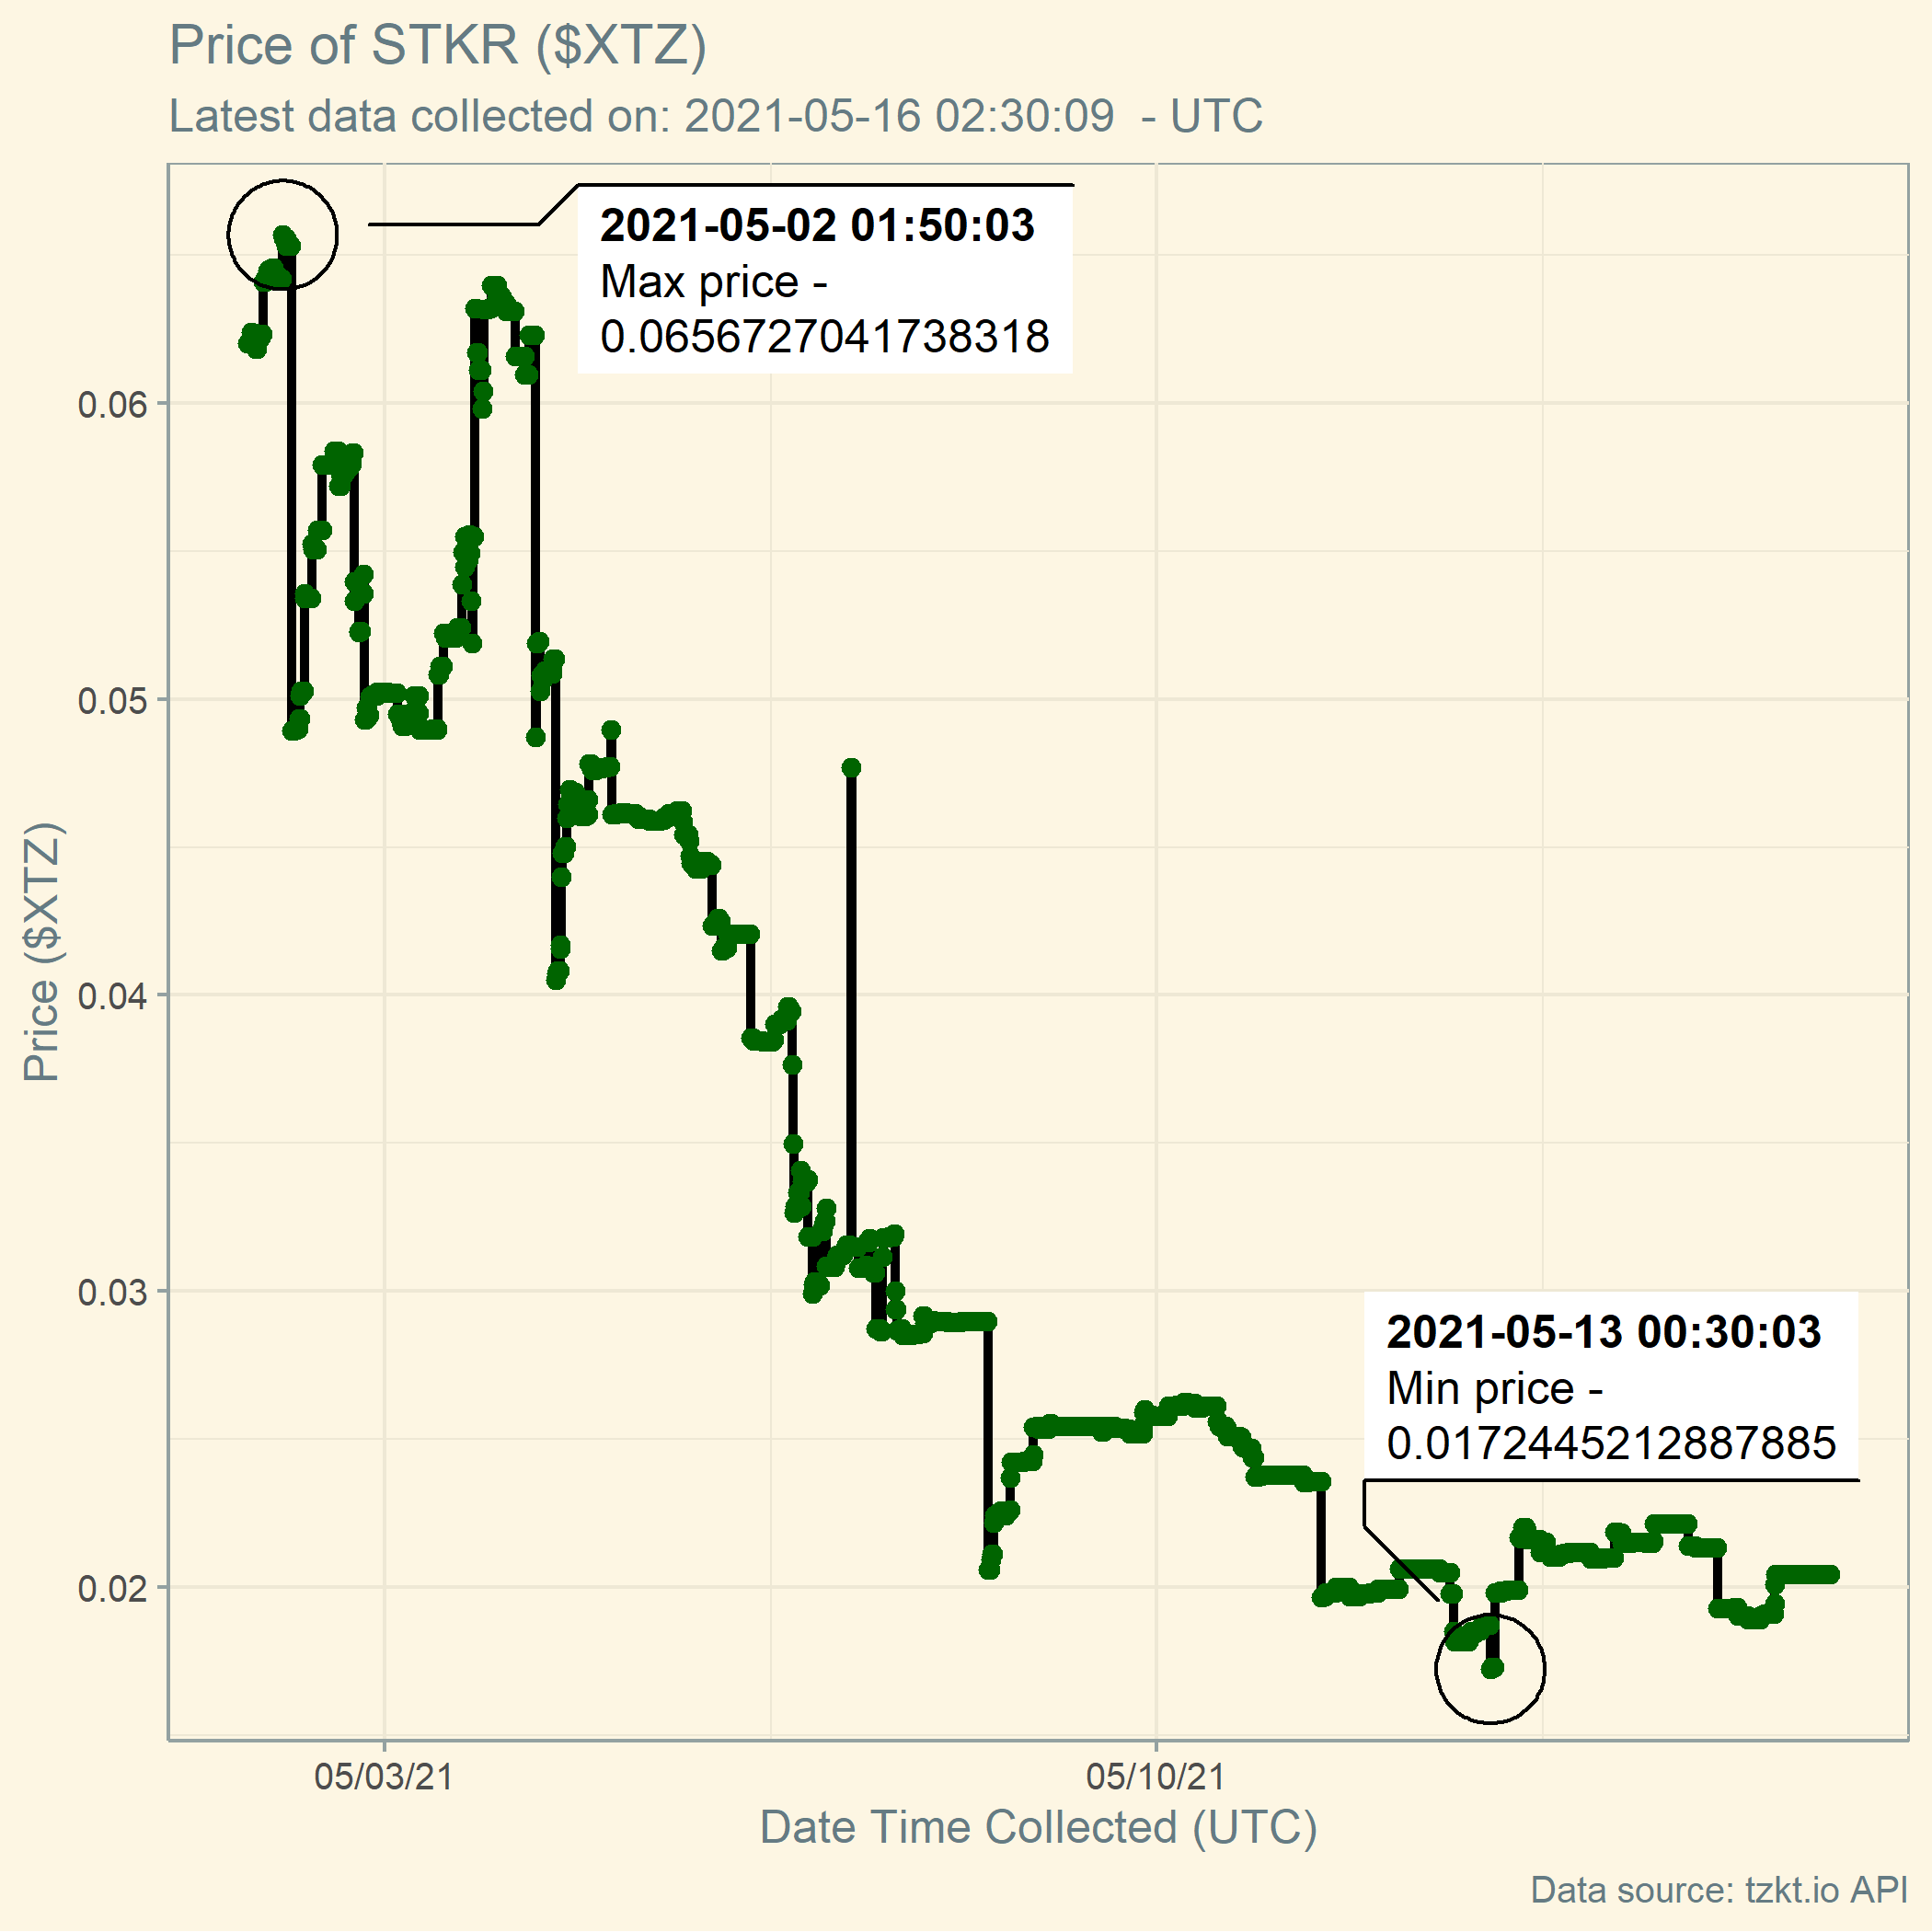 Price of STKR ($XTZ)
Latest data collected on: 2021-05-16 02:30:09  - UTC
2021-05-02 01:50:03
Max price -
0.0656727041738318
0.06
0.05
0.04
0.03
0.02
Price ($XTZ)
2021-05-13 00:30:03
Min price -
0.0172445212887885
05/03/21
05/10/21
Date Time Collected (UTC)
Data source: tzkt.io API